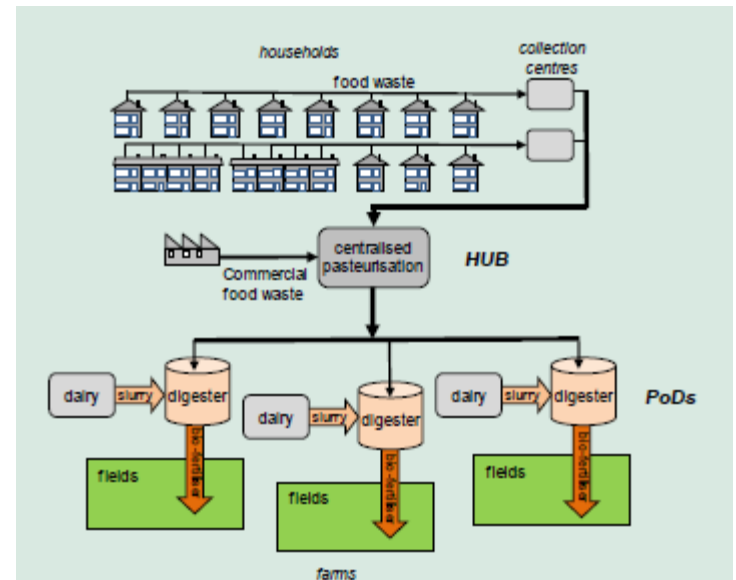 households
collection
centres
food waste
centralised
pasteurisation
HUB
Commercial
food waste
dairy
slurry
digester
dairy
slurry
digester
dairy
slurry
digester
PoDs
bio-fertiliser
bio-fertiliser
bio-fertiliser
fields
fields
fields
farms